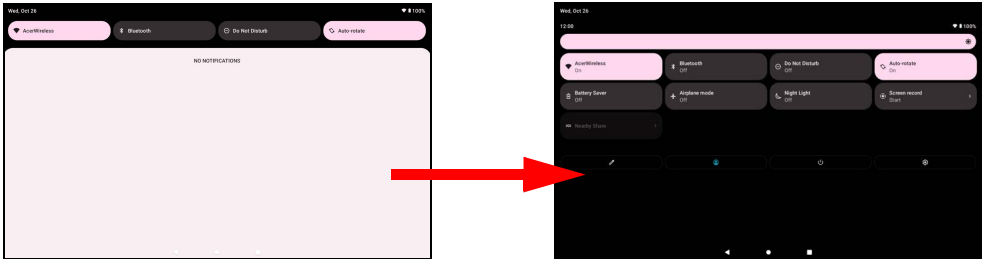 Wed, Oct 26 100%
AcerWireless Bluetooth Do Not Disturb Auto-rotate
NO NOTIFICATIONS
Wed, Oct 26
12:00 100%
AcerWireless Bluetooth Do Not Disturb Auto-rotate
On Off Off On
Battery Saver Airplane mode Night Light Screen record
Off Off Off Start
Nearby Share